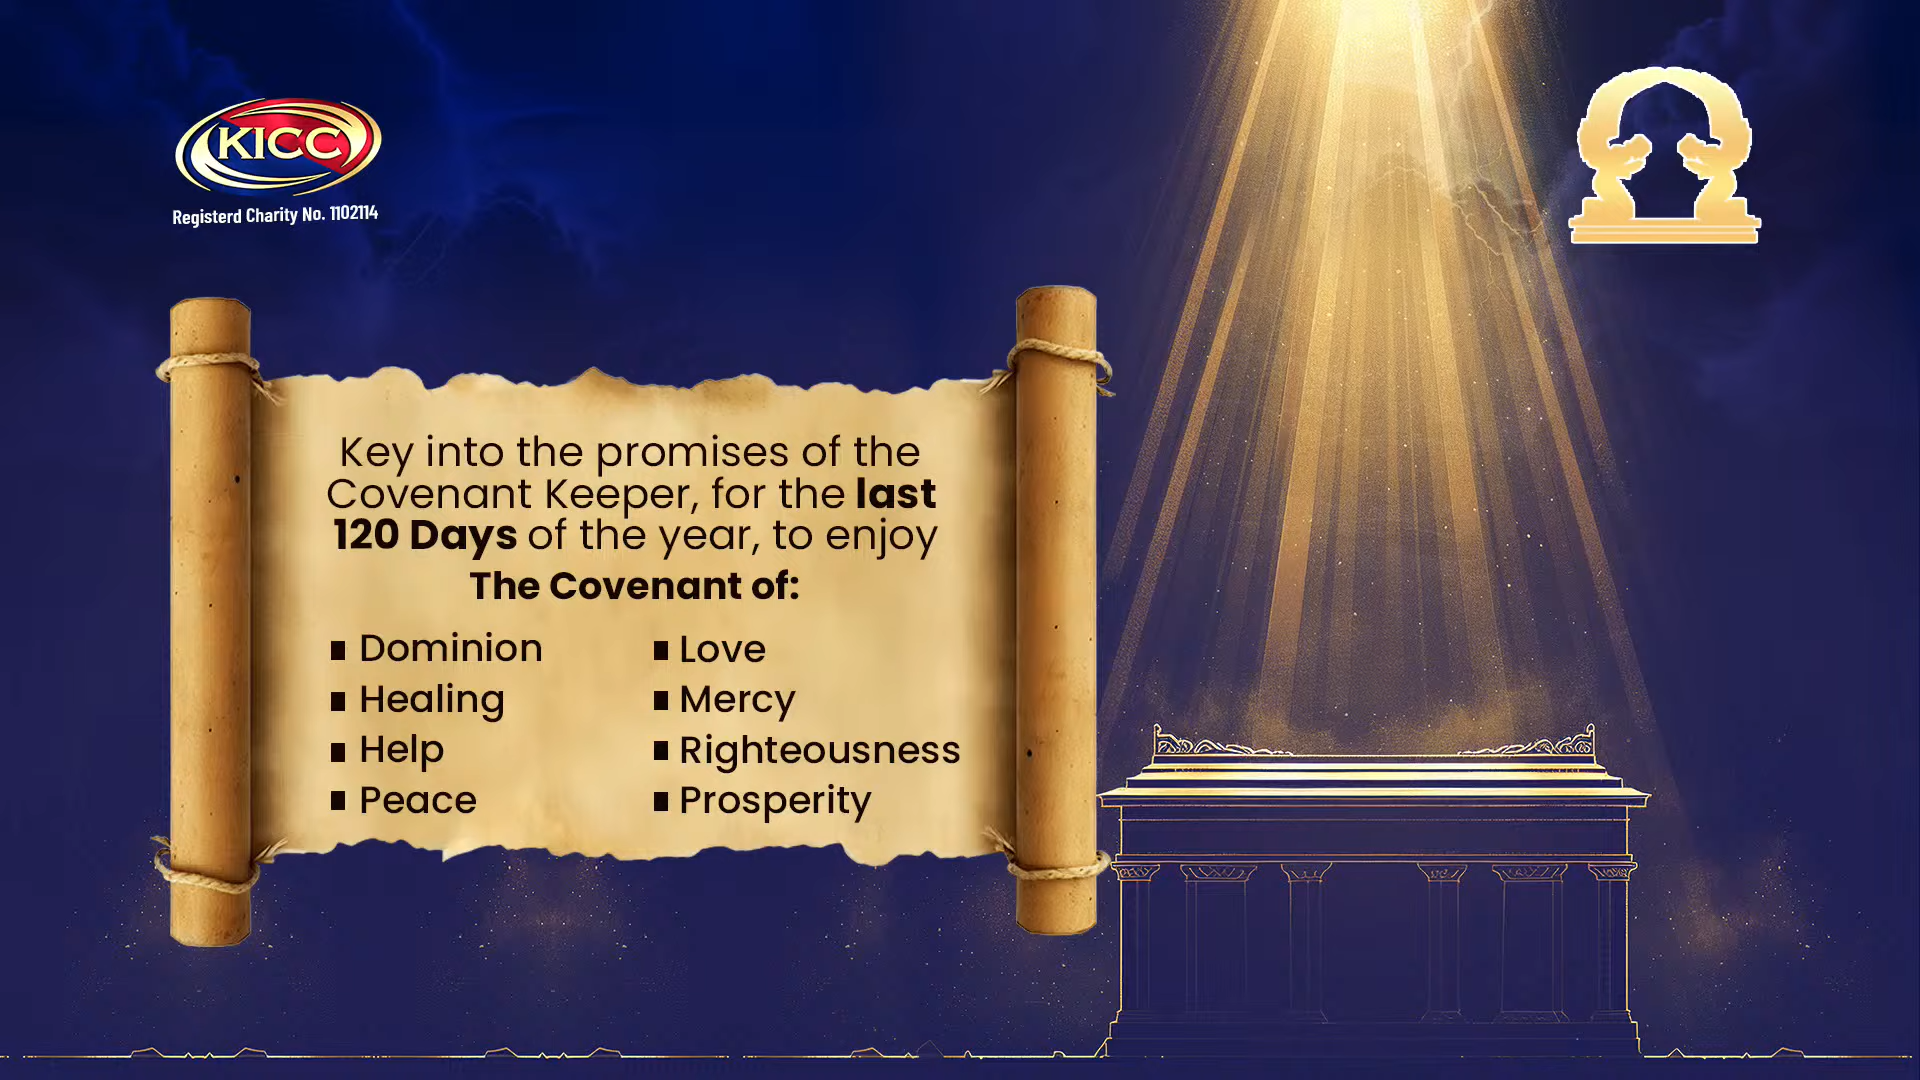 KICC
Registerd Charity No. 1102114
Key into the promises of the
Covenant Keeper, for the last
120 Days of the year, to enjoy
The Covenant of:
Dominion
Healing
Help
Peace
Love
Mercy
Righteousness
Prosperity